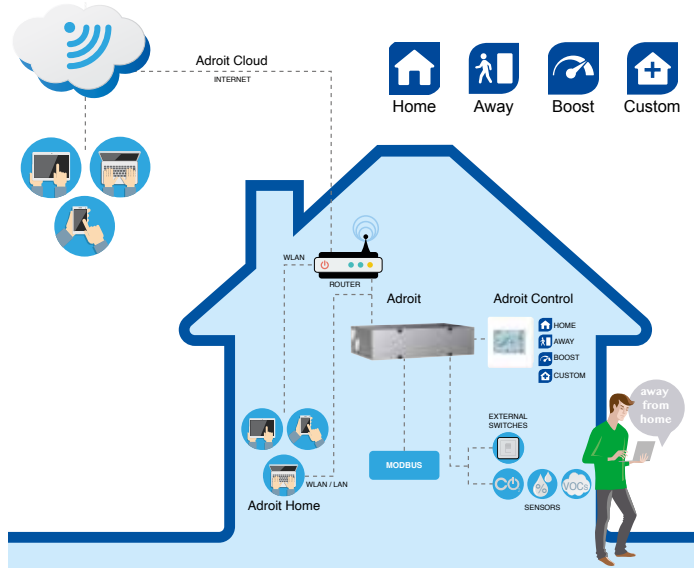 Adroit Cloud
INTERNET
Home
Away
Boost
Custom
WLAN
ROUTER
Adroit
Adroit Control
HOME
AWAY
BOOST
CUSTOM
away
from
home
EXTERNAL
SWITCHES
MODBUS
WLAN / LAN
VOCs
%
SENSORS
Adroit Home